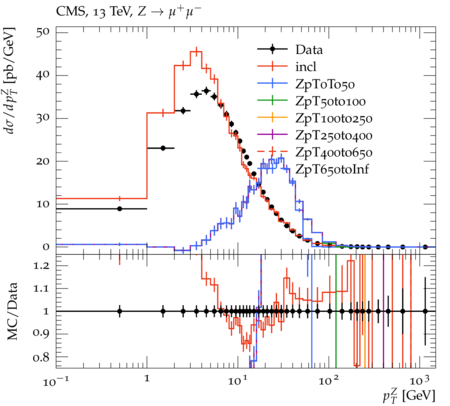 CMS, 13 TeV, Z → μ⁺μ⁻
dσ/dp_T^Z [pb/GeV]
50
40
30
20
10
0
Data
incl
ZpT0To50
ZpT50to100
ZpT100to250
ZpT250to400
ZpT400to650
ZpT650toInf
MC/Data
1.2
1.1
1
0.9
0.8
10⁻¹
1
10¹
10²
10³
p_T^Z [GeV]